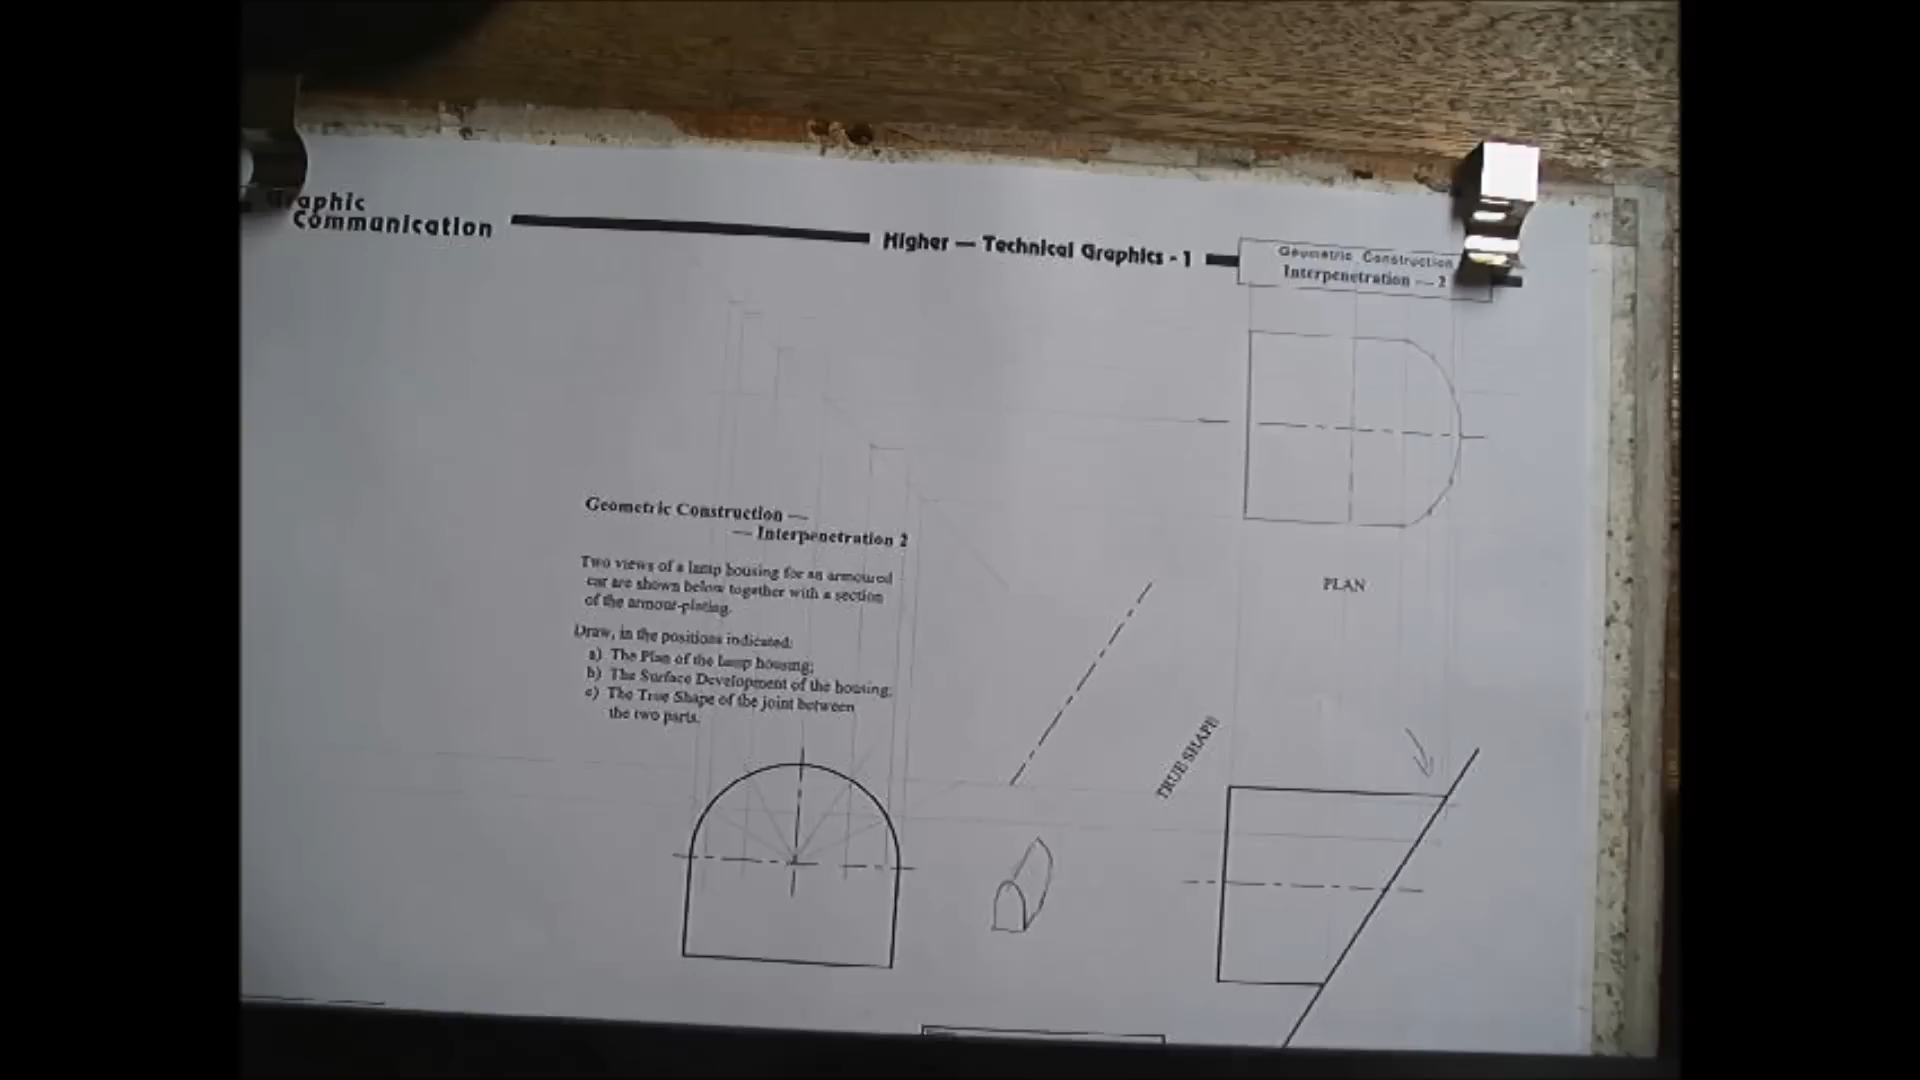 Graphic
Communication
Higher — Technical Graphics - 1
Geometric Construction
Interpenetration — 2
Geometric Construction —
— Interpenetration 2
Two views of a lamp housing for an armoured
car are shown below together with a section
of the armour-plating.
Draw, in the positions indicated:
a) The Plan of the lamp housing;
b) The Surface Development of the housing;
c) The True Shape of the joint between
the two parts.
PLAN
TRUE SHAPE